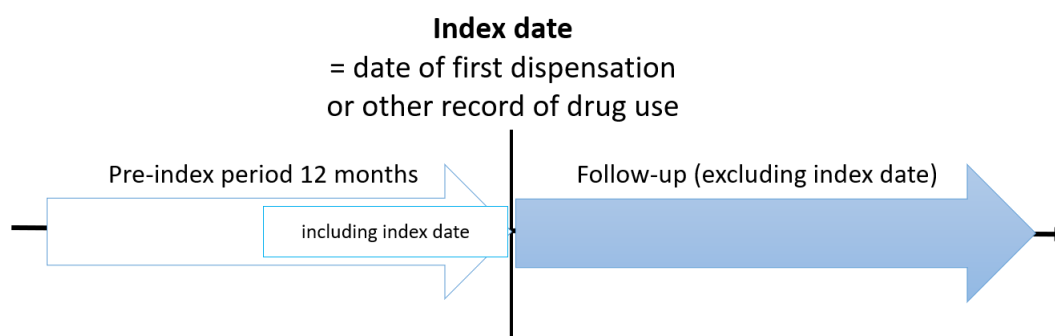 Index date
= date of first dispensation
or other record of drug use
Pre-index period 12 months
Follow-up (excluding index date)
including index date